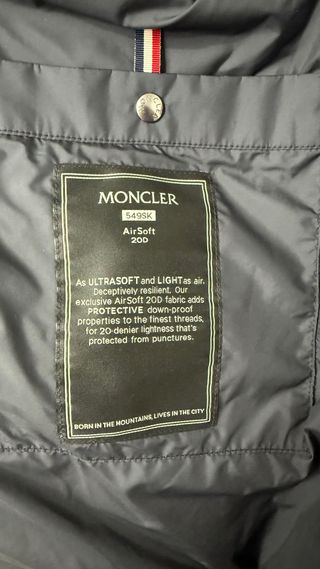 MONCLER
549SK
AirSoft
20D
As ULTRASOFT and LIGHT as air.
Deceptively resilient. Our
exclusive AirSoft 20D fabric adds
PROTECTIVE down-proof
properties to the finest threads,
for 20-denier lightness that's
protected from punctures.
BORN IN THE MOUNTAINS, LIVES IN THE CITY